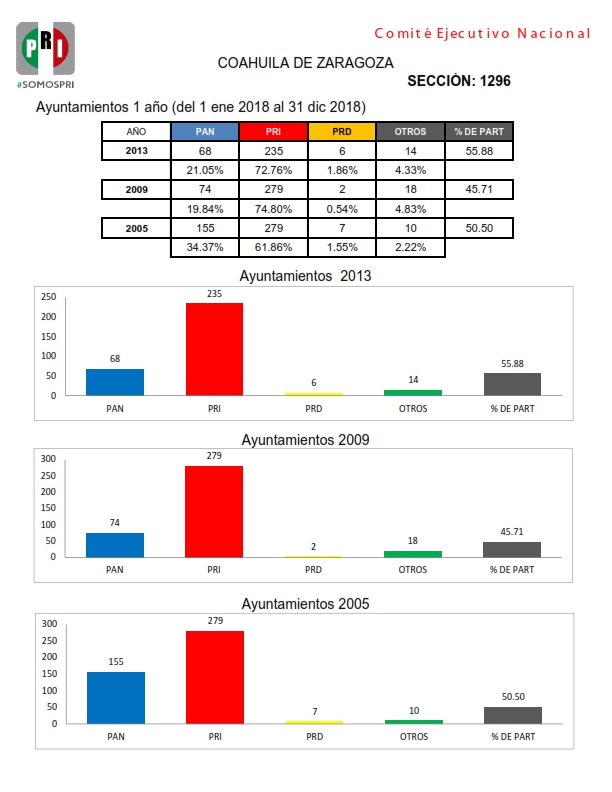 PRI
#SOMOSPRI
Comité Ejecutivo Nacional
COAHUILA DE ZARAGOZA
SECCIÓN: 1296
Ayuntamientos 1 año (del 1 ene 2018 al 31 dic 2018)
AÑO PAN PRI PRD OTROS % DE PART
2013 68 235 6 14 55.88
21.05% 72.76% 1.86% 4.33%
2009 74 279 2 18 45.71
19.84% 74.80% 0.54% 4.83%
2005 155 279 7 10 50.50
34.37% 61.86% 1.55% 2.22%
Ayuntamientos 2013
250
200
150
100
50
0
68 235 6 14 55.88
PAN PRI PRD OTROS % DE PART
Ayuntamientos 2009
300
250
200
150
100
50
0
74 279 2 18 45.71
PAN PRI PRD OTROS % DE PART
Ayuntamientos 2005
300
250
200
150
100
50
0
155 279 7 10 50.50
PAN PRI PRD OTROS % DE PART